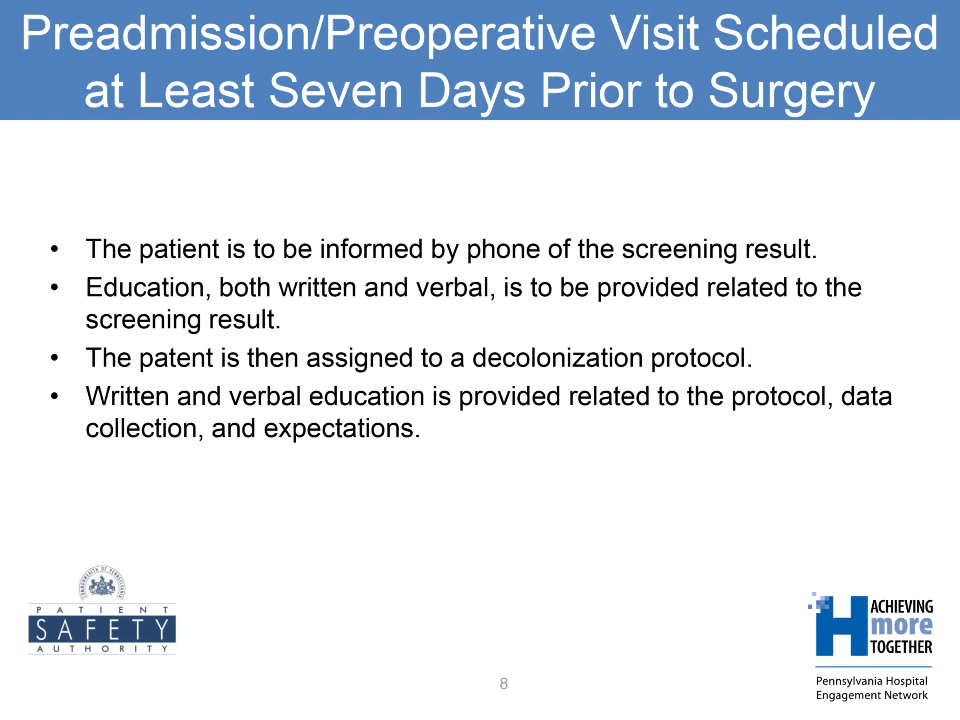 Preadmission/Preoperative Visit Scheduled
at Least Seven Days Prior to Surgery
• The patient is to be informed by phone of the screening result.
• Education, both written and verbal, is to be provided related to the
screening result.
• The patent is then assigned to a decolonization protocol.
• Written and verbal education is provided related to the protocol, data
collection, and expectations.
COMMONWEALTH OF PENNSYLVANIA
PATIENT
SAFETY
AUTHORITY
8
H ACHIEVING
more
TOGETHER
Pennsylvania Hospital
Engagement Network